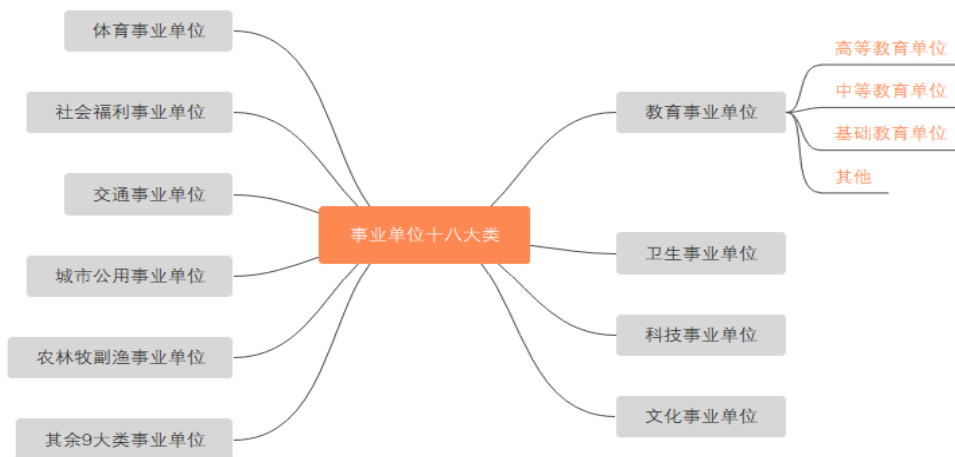 体育事业单位
社会福利事业单位
交通事业单位
城市公用事业单位
农林牧副渔事业单位
其余9大类事业单位
事业单位十八大类
教育事业单位
高等教育单位
中等教育单位
基础教育单位
其他
卫生事业单位
科技事业单位
文化事业单位